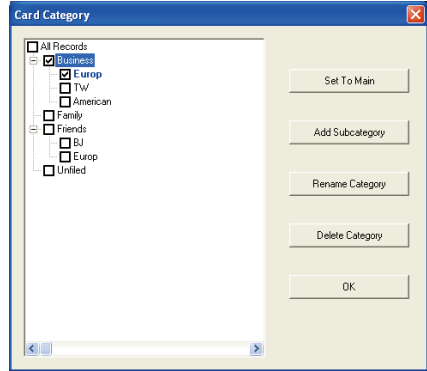 Card Category
All Records
Business
Europ
TW
American
Family
Friends
BJ
Europ
Unfiled
Set To Main
Add Subcategory
Rename Category
Delete Category
OK